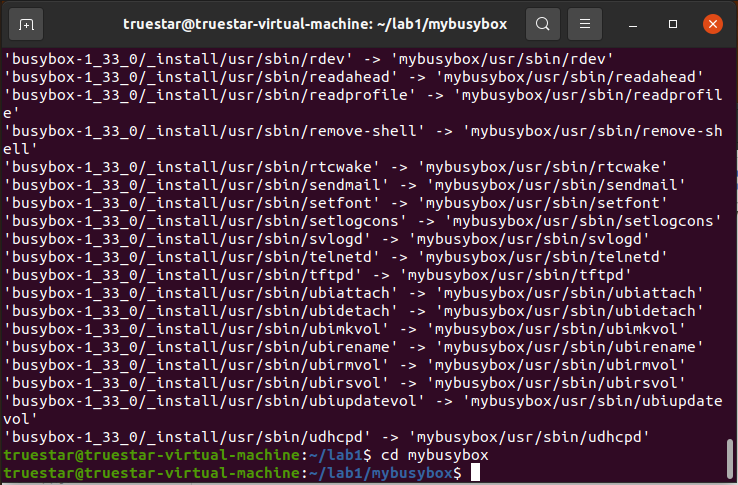 truestar@truestar-virtual-machine: ~/lab1/mybusybox
'busybox-1_33_0/_install/usr/sbin/rdev' -> 'mybusybox/usr/sbin/rdev'
'busybox-1_33_0/_install/usr/sbin/readahead' -> 'mybusybox/usr/sbin/readahead'
'busybox-1_33_0/_install/usr/sbin/readprofile' -> 'mybusybox/usr/sbin/readprofil
e'
'busybox-1_33_0/_install/usr/sbin/remove-shell' -> 'mybusybox/usr/sbin/remove-sh
ell'
'busybox-1_33_0/_install/usr/sbin/rtcwake' -> 'mybusybox/usr/sbin/rtcwake'
'busybox-1_33_0/_install/usr/sbin/sendmail' -> 'mybusybox/usr/sbin/sendmail'
'busybox-1_33_0/_install/usr/sbin/setfont' -> 'mybusybox/usr/sbin/setfont'
'busybox-1_33_0/_install/usr/sbin/setlogcons' -> 'mybusybox/usr/sbin/setlogcons'
'busybox-1_33_0/_install/usr/sbin/svlogd' -> 'mybusybox/usr/sbin/svlogd'
'busybox-1_33_0/_install/usr/sbin/telnetd' -> 'mybusybox/usr/sbin/telnetd'
'busybox-1_33_0/_install/usr/sbin/tftpd' -> 'mybusybox/usr/sbin/tftpd'
'busybox-1_33_0/_install/usr/sbin/ubiattach' -> 'mybusybox/usr/sbin/ubiattach'
'busybox-1_33_0/_install/usr/sbin/ubidetach' -> 'mybusybox/usr/sbin/ubidetach'
'busybox-1_33_0/_install/usr/sbin/ubimkvol' -> 'mybusybox/usr/sbin/ubimkvol'
'busybox-1_33_0/_install/usr/sbin/ubirename' -> 'mybusybox/usr/sbin/ubirename'
'busybox-1_33_0/_install/usr/sbin/ubirmvol' -> 'mybusybox/usr/sbin/ubirmvol'
'busybox-1_33_0/_install/usr/sbin/ubirsvol' -> 'mybusybox/usr/sbin/ubirsvol'
'busybox-1_33_0/_install/usr/sbin/ubiupdatevol' -> 'mybusybox/usr/sbin/ubiupdate
vol'
'busybox-1_33_0/_install/usr/sbin/udhcpd' -> 'mybusybox/usr/sbin/udhcpd'
truestar@truestar-virtual-machine:~/lab1$ cd mybusybox
truestar@truestar-virtual-machine:~/lab1/mybusybox$